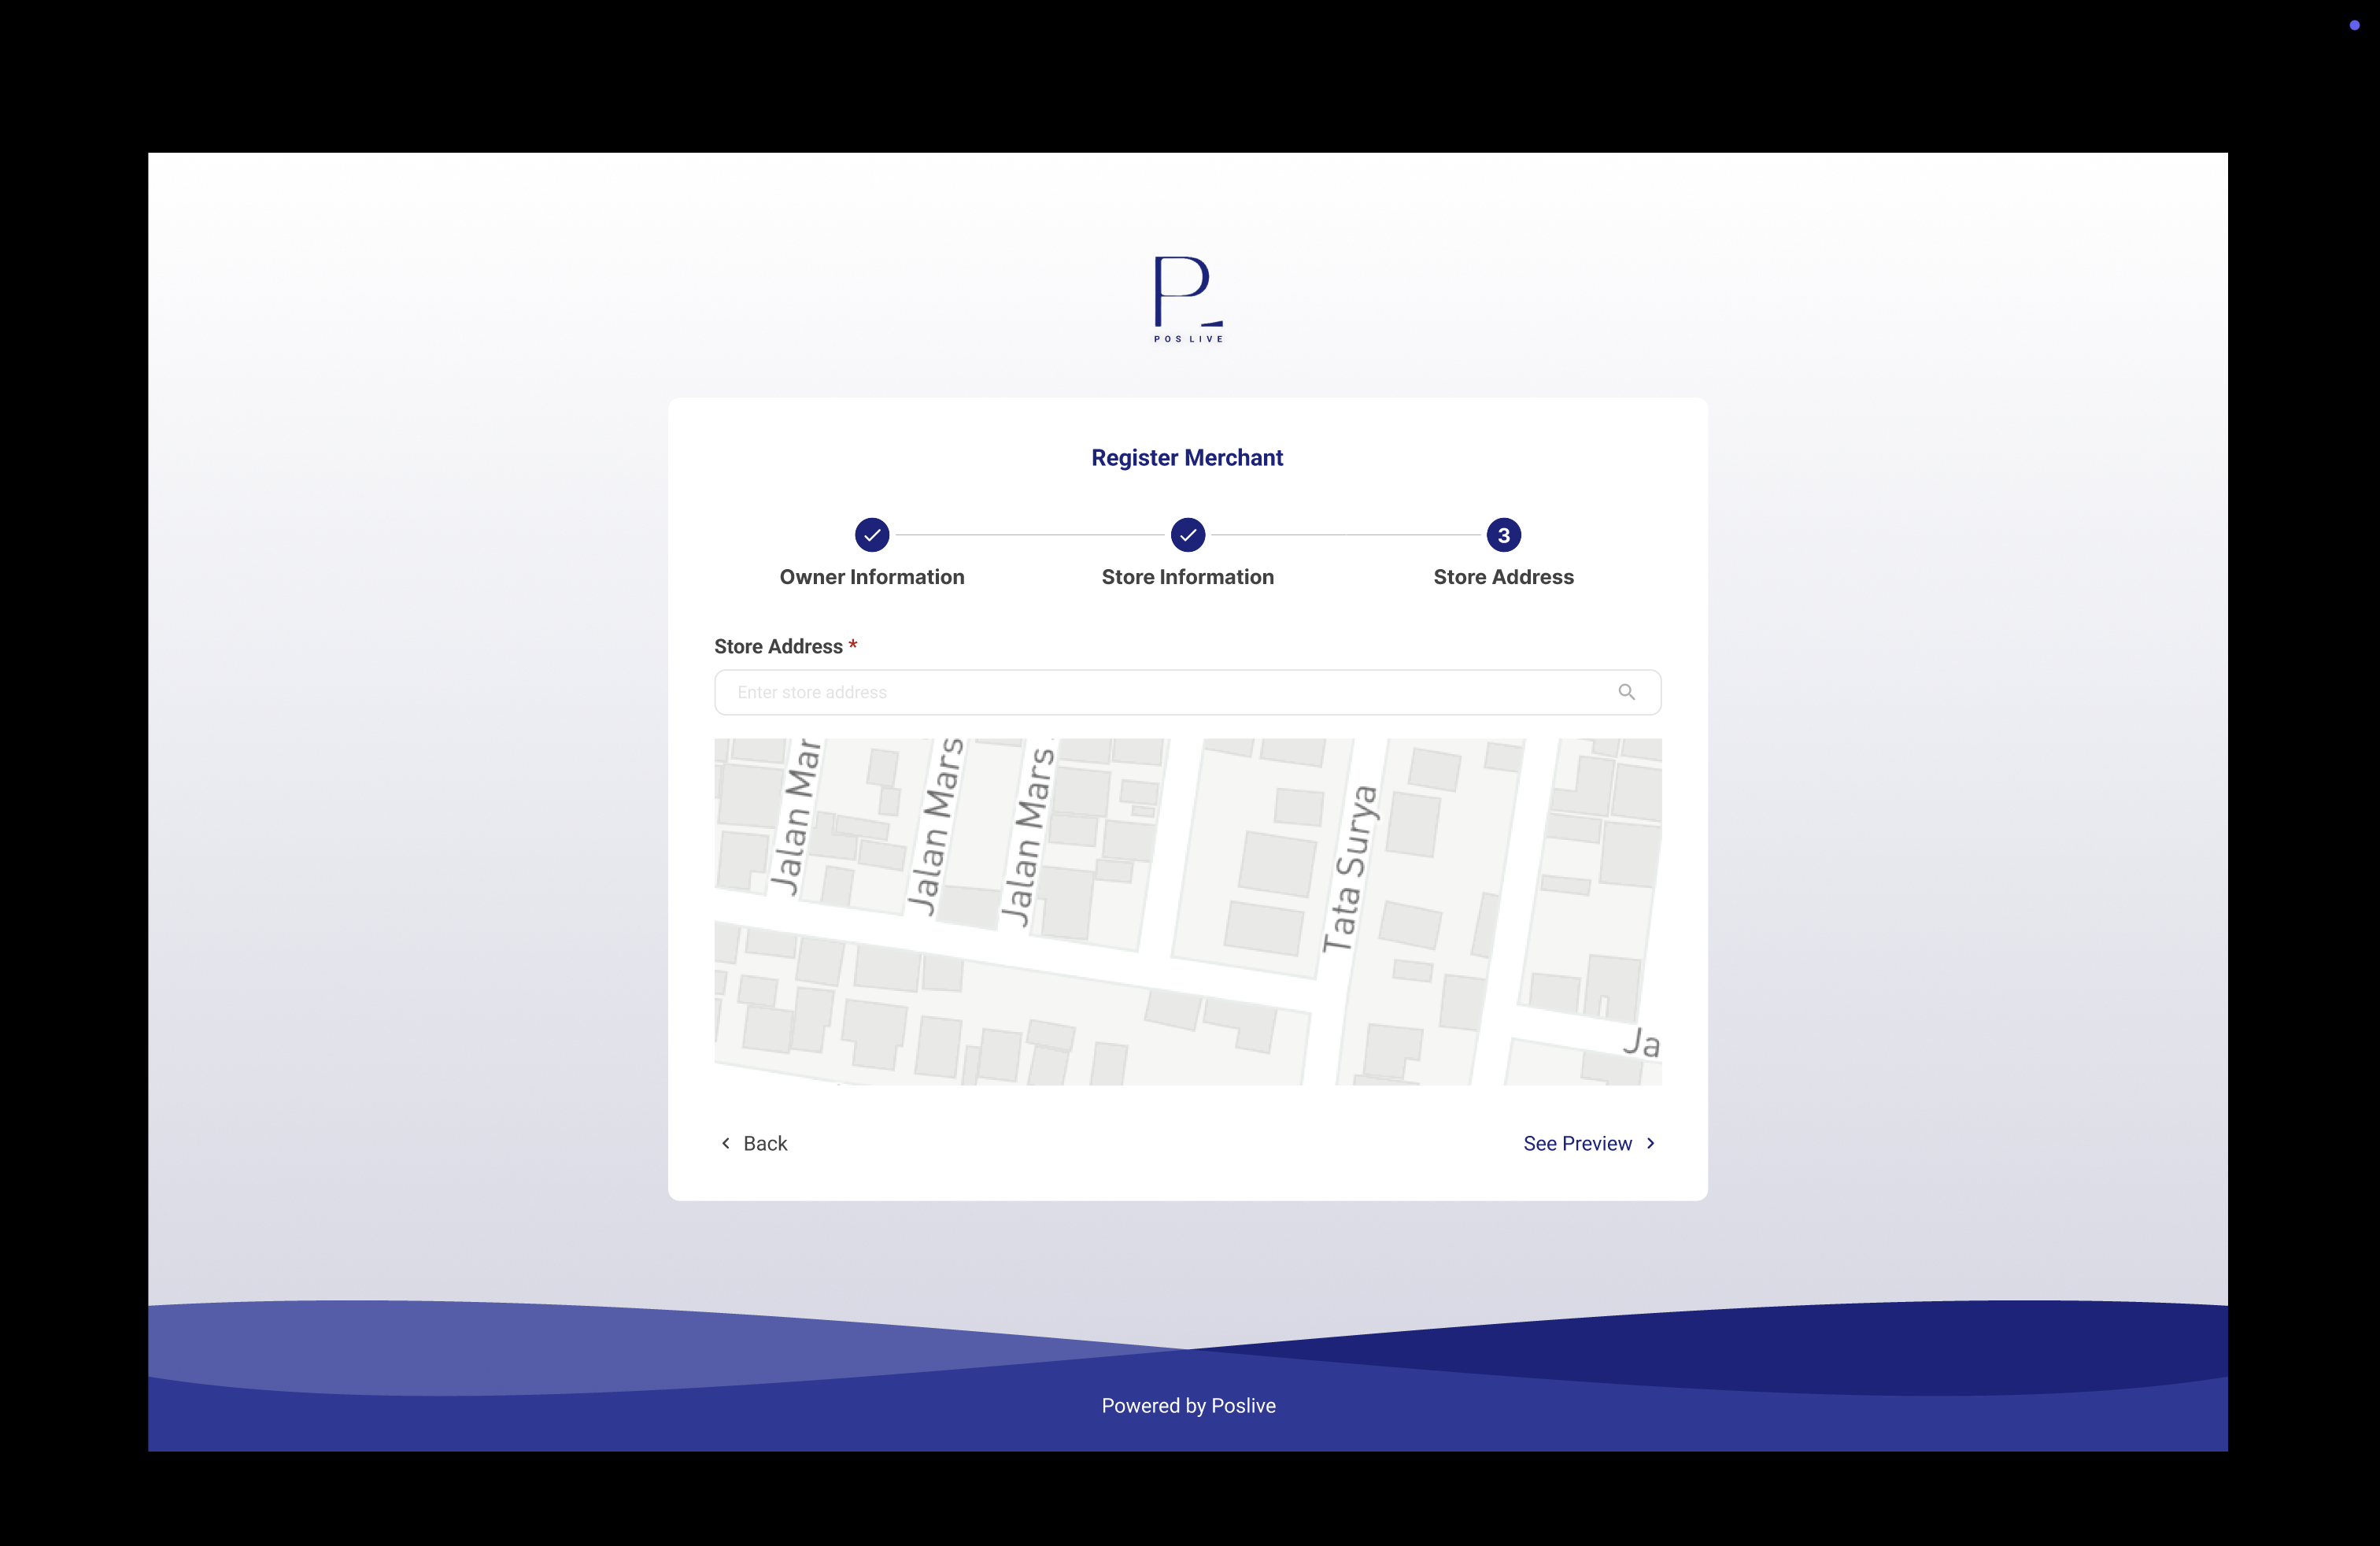 P
POS LIVE
Register Merchant
3
Owner Information
Store Information
Store Address
Store Address *
Enter store address
Jalan Mar
Jalan Mars
Jalan Mars
Tata Surya
Ja
Back
See Preview
Powered by Poslive